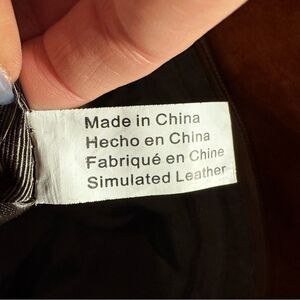 Made in China
Hecho en China
Fabriqué en Chine
Simulated Leather